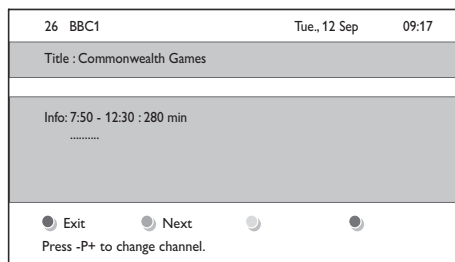 26 BBC1 Tue., 12 Sep 09:17
Title : Commonwealth Games
Info: 7:50 - 12:30 : 280 min
..........
Exit Next
Press -P+ to change channel.